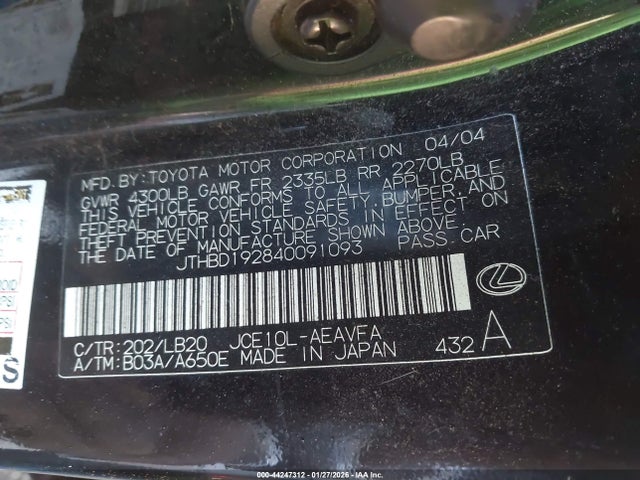 MFD. BY: TOYOTA MOTOR CORPORATION 04/04
GVWR 4300LB GAWR FR 2335LB RR 2270LB
THIS VEHICLE CONFORMS TO ALL APPLICABLE
FEDERAL MOTOR VEHICLE SAFETY, BUMPER, AND
THEFT PREVENTION STANDARDS IN EFFECT ON
THE DATE OF MANUFACTURE SHOWN ABOVE.
JTHBD192840091093 PASS. CAR
C/TR: 202/LB20 JCE10L-AEAVFA
A/TM: B03A/A650E MADE IN JAPAN 432 A
S
000-44247312 | 01/27/2026 | IAA Inc.